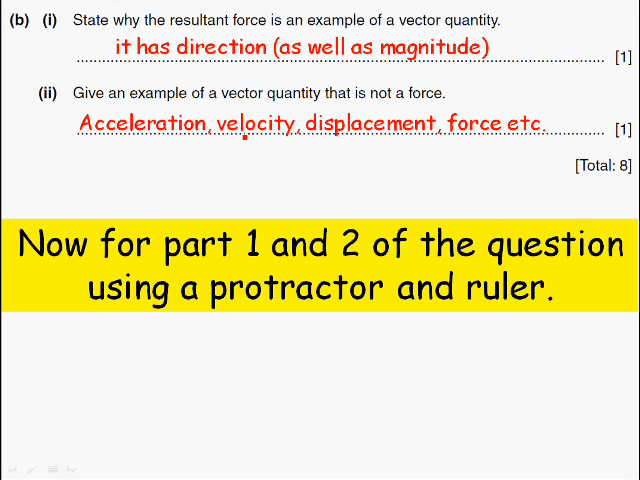 (b) (i) State why the resultant force is an example of a vector quantity.
it has direction (as well as magnitude)
[1]
(ii) Give an example of a vector quantity that is not a force.
Acceleration, velocity, displacement, force etc.
[1]
[Total: 8]
Now for part 1 and 2 of the question
using a protractor and ruler.